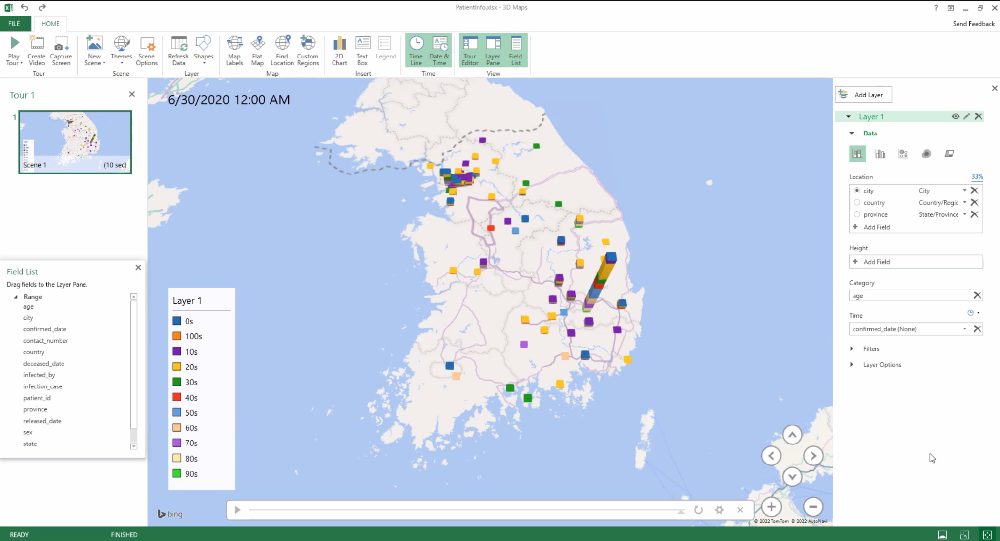 PatientInfo.xlsx - 3D Maps
?
FILE
HOME
Send Feedback
Play Tour
Create Video
Capture Screen
New Scene
Themes
Scene Options
Refresh Data
Shapes
Map Labels
Flat Map
Find Location
Custom Regions
2D Chart
Text Box
Legend
Time Line
Date & Time
Tour Editor
Layer Pane
Field List
Tour
Scene
Layer
Map
Insert
Time
View
Tour 1
1
Scene 1
(10 sec)
Field List
Drag fields to the Layer Pane.
Range
age
city
confirmed_date
contact_number
country
deceased_date
infected_by
infection_case
patient_id
province
released_date
sex
state
6/30/2020 12:00 AM
Layer 1
0s
100s
10s
20s
30s
40s
50s
60s
70s
80s
90s
bing
© 2022 TomTom © 2022 AutoNavi
Add Layer
Layer 1
Data
Location
33%
city City
country Country/Regic
province State/Province
Add Field
Height
Add Field
Category
age
Time
confirmed_date (None)
Filters
Layer Options
READY
FINISHED